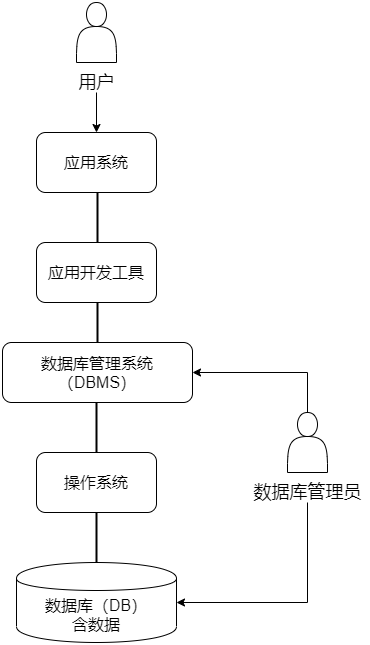 用户
应用系统
应用开发工具
数据库管理系统
（DBMS）
操作系统
数据库管理员
数据库（DB）
含数据